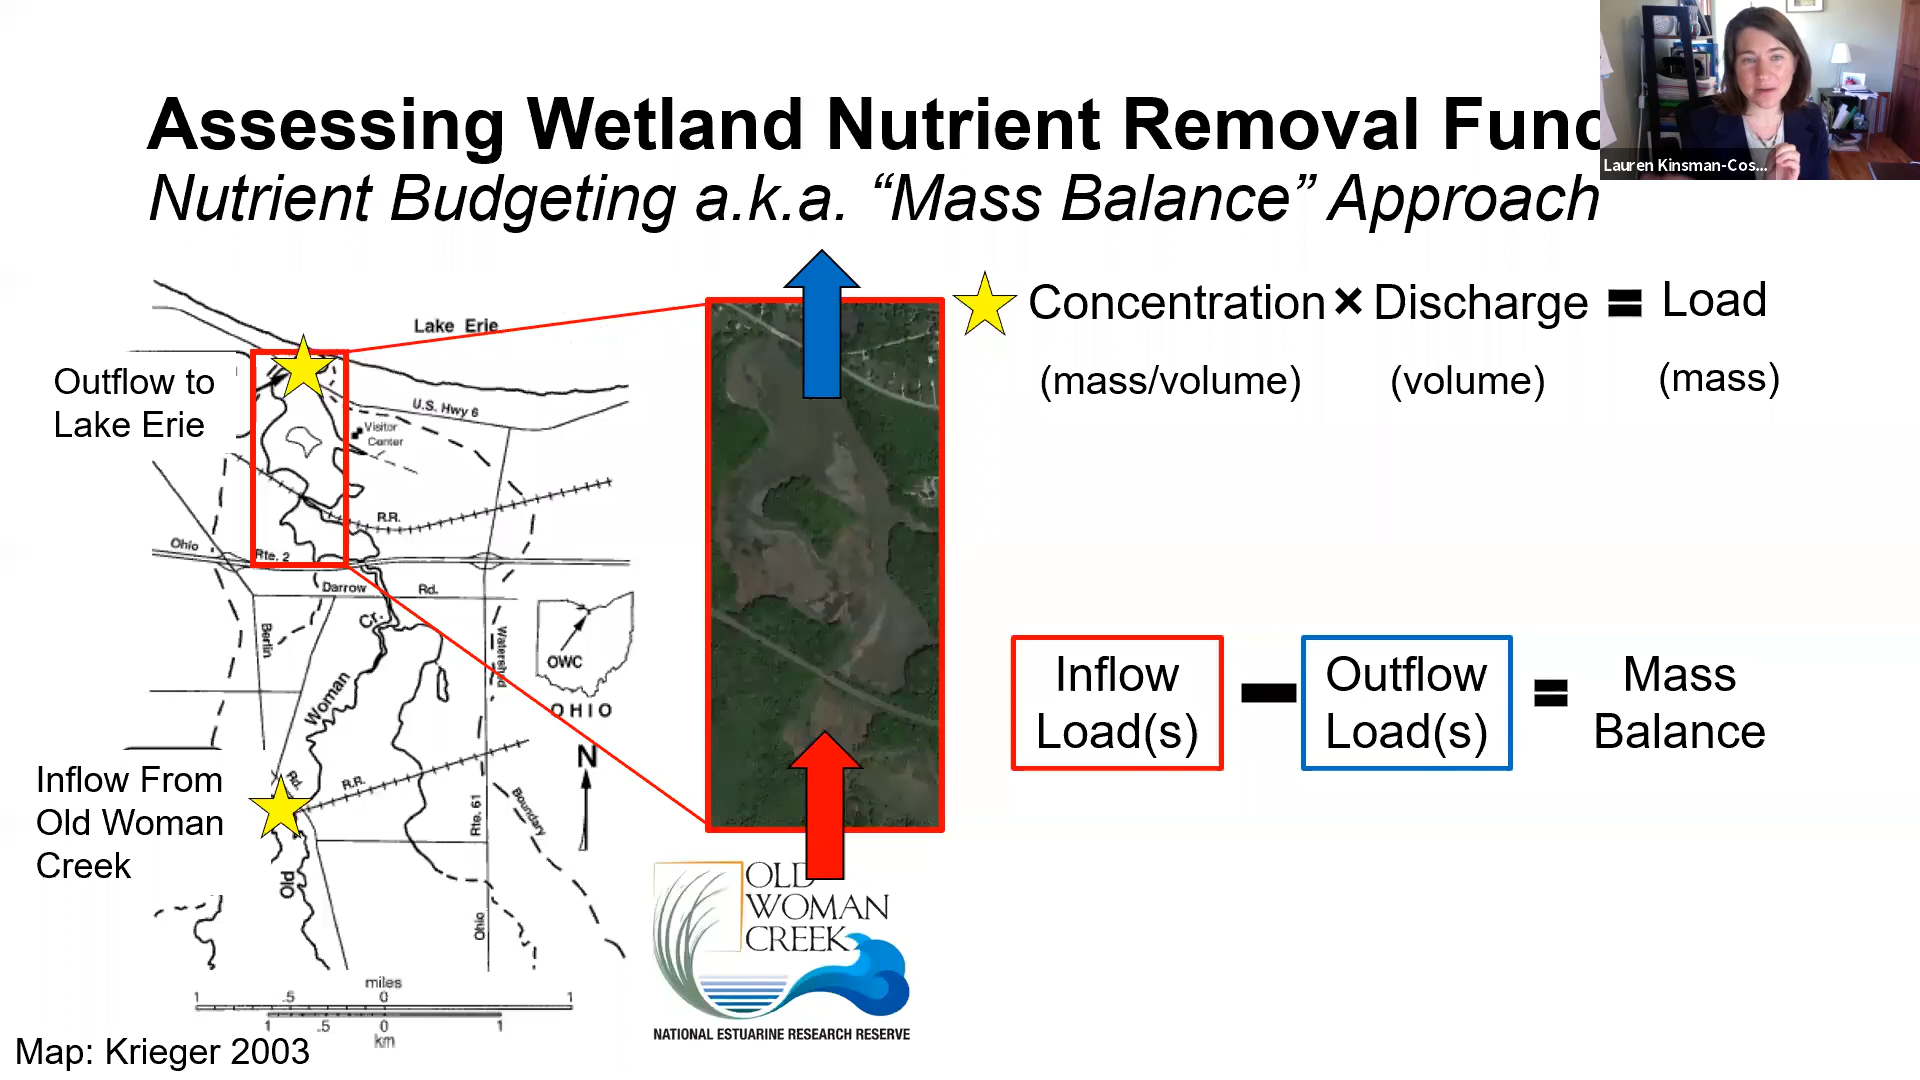 Assessing Wetland Nutrient Removal Func
Nutrient Budgeting a.k.a. “Mass Balance” Approach
Lauren Kinsman-Cos...
Concentration × Discharge = Load
(mass/volume) (volume) (mass)
Lake Erie
Outflow to
Lake Erie
U.S. Hwy 6
Visitor
Center
R.R.
Ohio
Rte. 2
Darrow Rd.
Berlin
Cr.
Watershed
OWC
Woman
OHIO
N
Inflow
Load(s)
Outflow
Load(s)
=
Mass
Balance
Inflow From
Old Woman
Creek
Rd.
R.R.
Rte. 61
Boundary
Old
Ohio
OLD
WOMAN
CREEK
NATIONAL ESTUARINE RESEARCH RESERVE
miles
1 .5 0 1
1 .5 0 1
km
Map: Krieger 2003